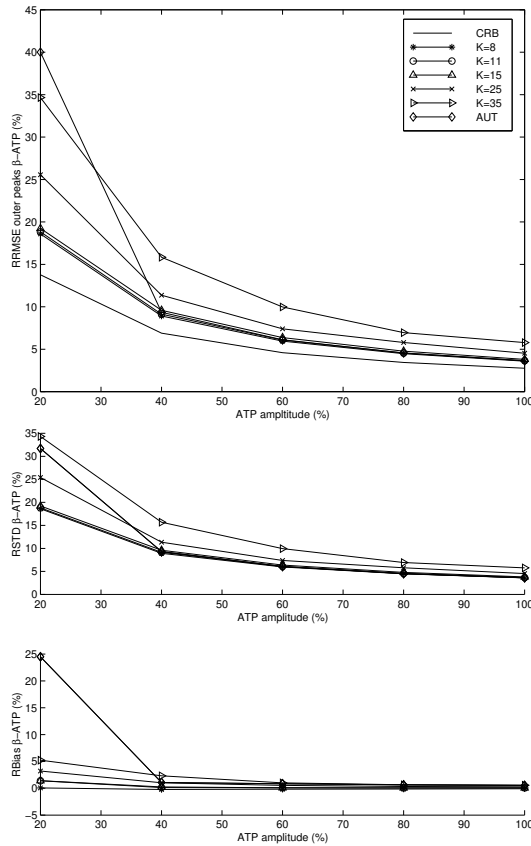 45
40
35
30
25
20
15
10
5
0
RRMSE outer peaks β−ATP (%)
CRB
K=8
K=11
K=15
K=25
K=35
AUT
20 30 40 50 60 70 80 90 100
ATP ampltitude (%)
35
30
25
20
15
10
5
0
RSTD β−ATP (%)
20 30 40 50 60 70 80 90 100
ATP amplitude (%)
25
20
15
10
5
0
−5
RBias β−ATP (%)
20 30 40 50 60 70 80 90 100
ATP amplitude (%)